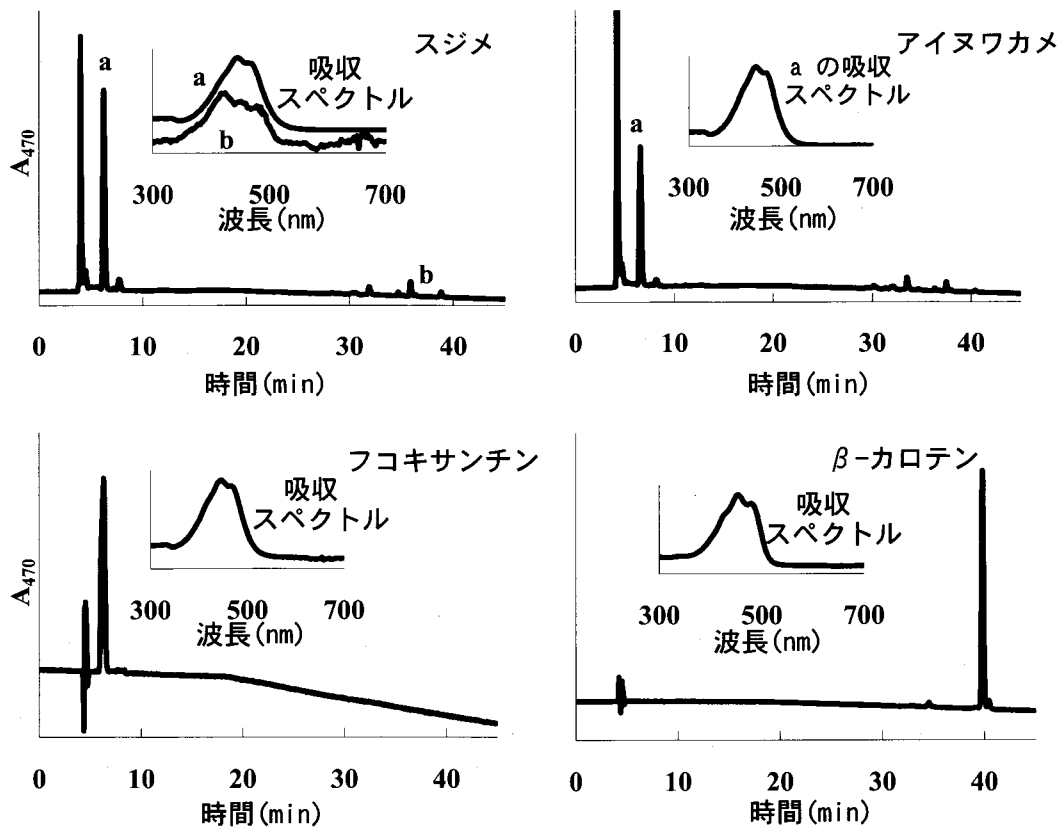 スジメ
a
a
吸収
スペクトル
b
A470
300 500 700
波長(nm)
b
0 10 20 30 40
時間(min)
アイヌワカメ
a
a の吸収
スペクトル
300 500 700
波長(nm)
0 10 20 30 40
時間(min)
フコキサンチン
吸収
スペクトル
A470
300 500 700
波長(nm)
0 10 20 30 40
時間(min)
β-カロテン
吸収
スペクトル
300 500 700
波長(nm)
0 10 20 30 40
時間(min)